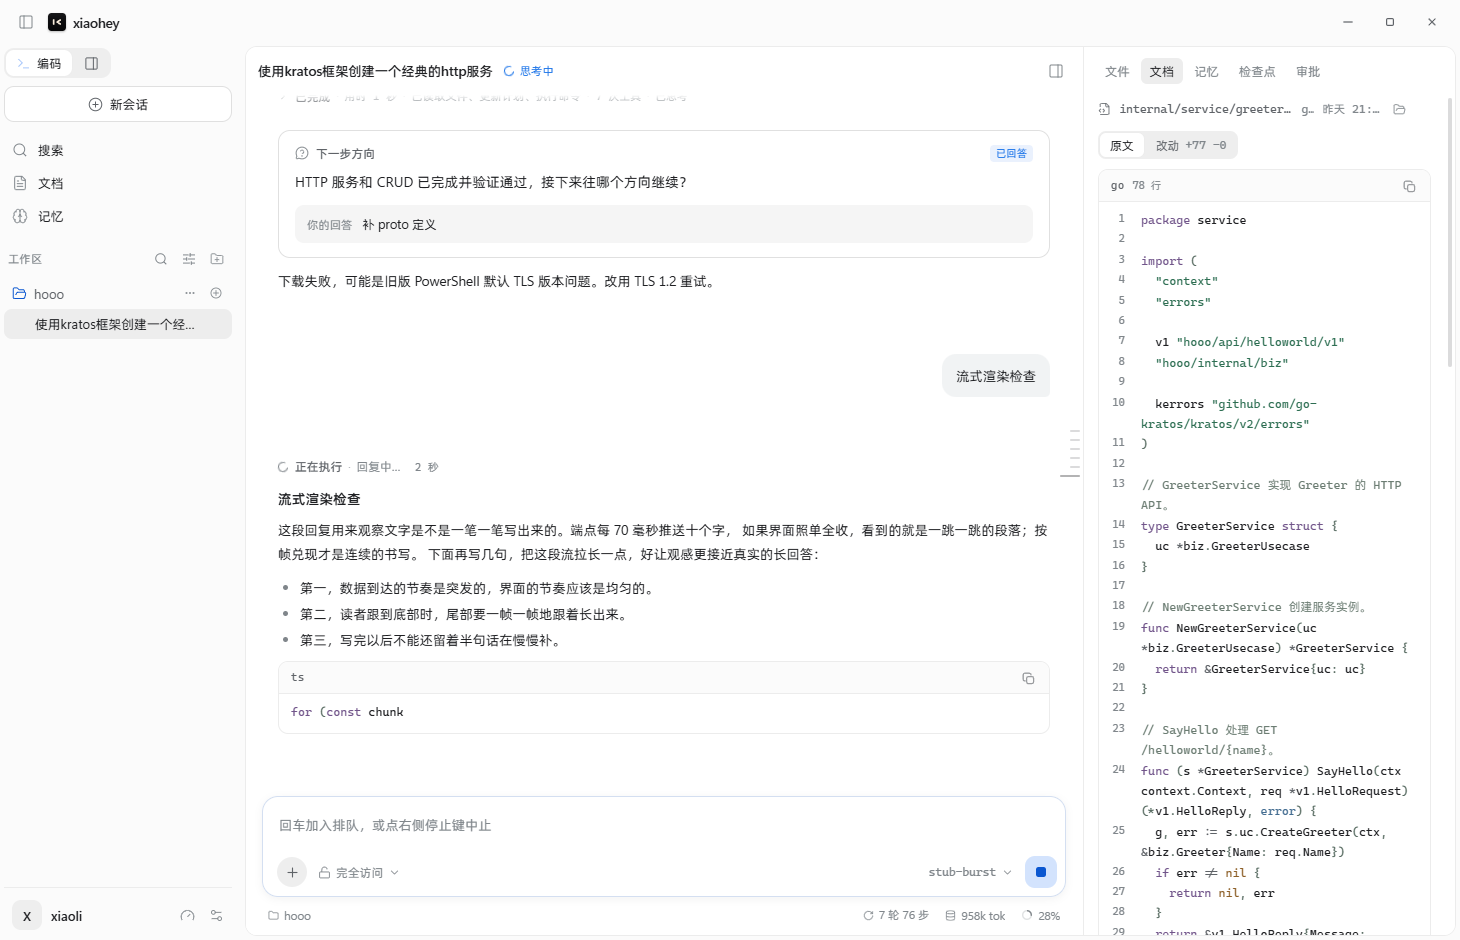 xiaohey
编码
新会话
搜索
文档
记忆
工作区
hooo
使用kratos框架创建一个经...
X xiaoli
使用kratos框架创建一个经典的http服务 思考中
下一步方向 已回答
HTTP 服务和 CRUD 已完成并验证通过，接下来往哪个方向继续？
你的回答 补 proto 定义
下载失败，可能是旧版 PowerShell 默认 TLS 版本问题。改用 TLS 1.2 重试。
流式渲染检查
正在执行 · 回复中... 2 秒
流式渲染检查
这段回复用来观察文字是不是一笔一笔写出来的。端点每 70 毫秒推送十个字， 如果界面照单全收，看到的就是一跳一跳的段落；按
帧兑现才是连续的书写。 下面再写几句，把这段流拉长一点，好让观感更接近真实的长回答：
第一，数据到达的节奏是突发的，界面的节奏应该是均匀的。
第二，读者跟到底部时，尾部要一帧一帧地跟着长出来。
第三，写完以后不能还留着半句话在慢慢补。
ts
for (const chunk
回车加入排队，或点右侧停止键中止
完全访问
stub-burst
hooo
7 轮 76 步 958k tok 28%
文件 文档 记忆 检查点 审批
internal/service/greeter… g… 昨天 21:…
原文 改动 +77 −0
go 78 行
1 package service
2
3 import (
4 "context"
5 "errors"
6
7 v1 "hooo/api/helloworld/v1"
8 "hooo/internal/biz"
9
10 kerrors "github.com/go-
kratos/kratos/v2/errors"
11 )
12
13 // GreeterService 实现 Greeter 的 HTTP
API。
14 type GreeterService struct {
15 uc *biz.GreeterUsecase
16 }
17
18 // NewGreeterService 创建服务实例。
19 func NewGreeterService(uc
*biz.GreeterUsecase) *GreeterService {
20 return &GreeterService{uc: uc}
21 }
22
23 // SayHello 处理 GET
/helloworld/{name}。
24 func (s *GreeterService) SayHello(ctx
context.Context, req *v1.HelloRequest)
(*v1.HelloReply, error) {
25 g, err := s.uc.CreateGreeter(ctx,
&biz.Greeter{Name: req.Name})
26 if err != nil {
27 return nil, err
28 }
29 return &v1.HelloReply{Message: